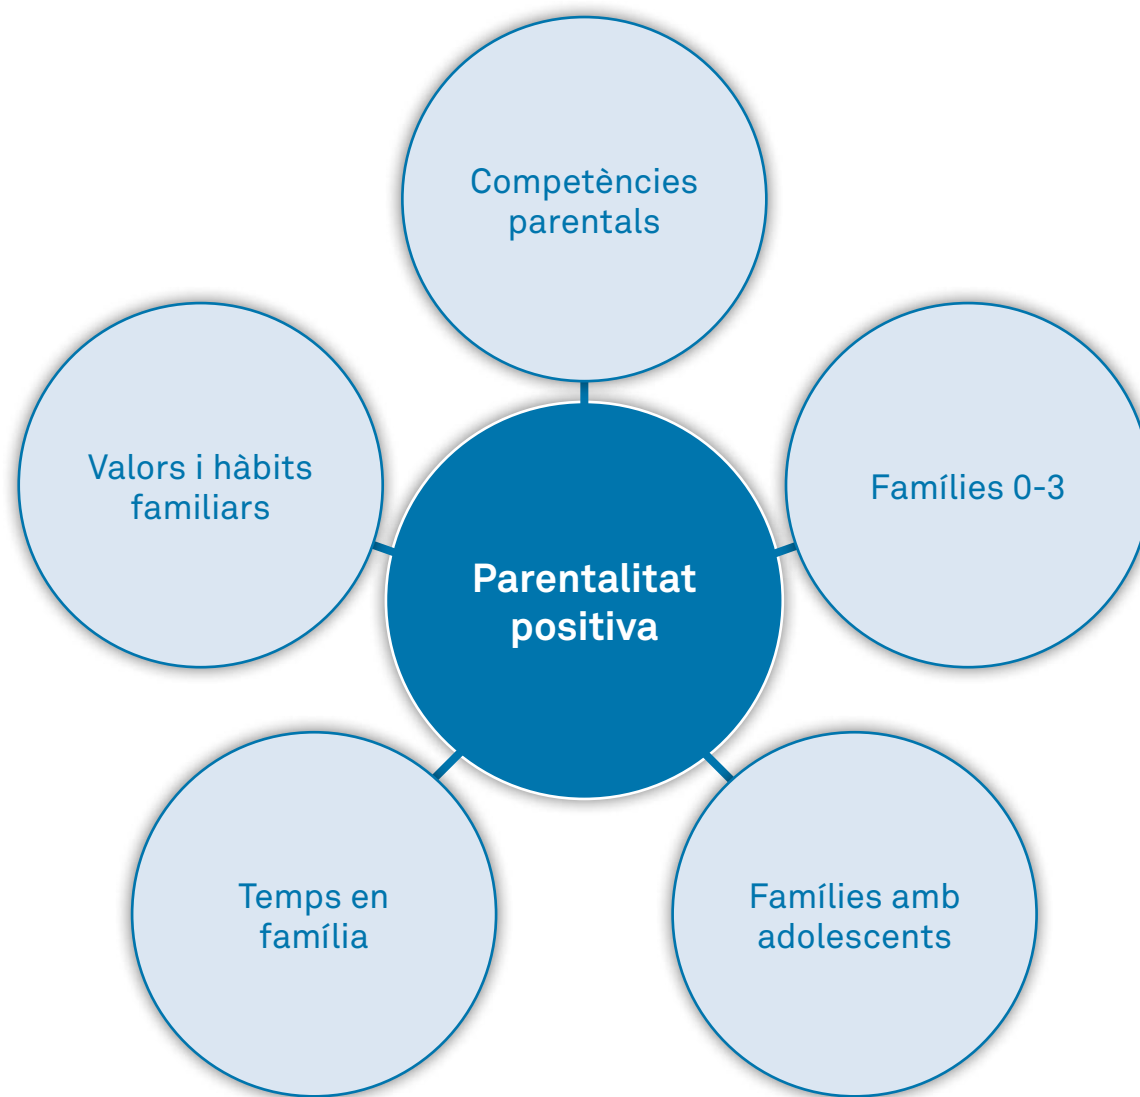 Competències
parentals
Valors i hàbits
familiars
Famílies 0-3
Parentalitat
positiva
Temps en
família
Famílies amb
adolescents